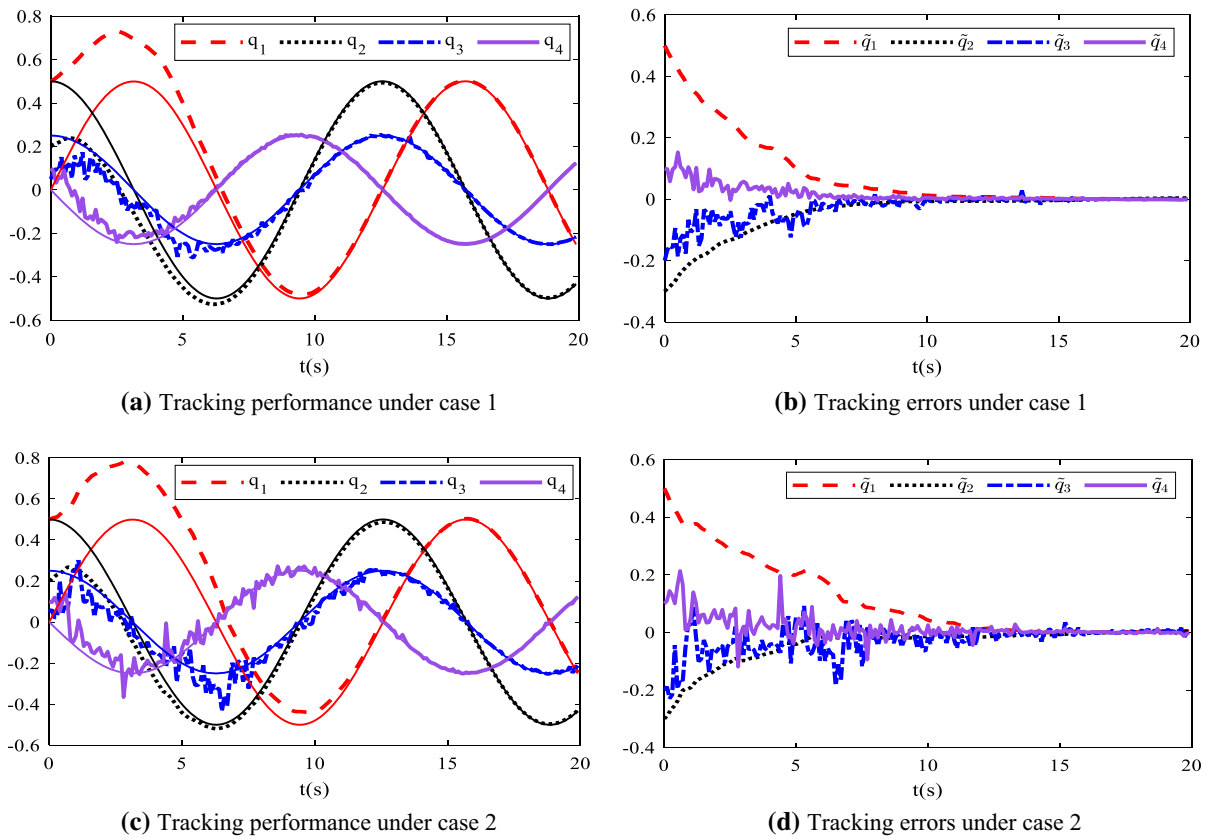 0.8
0.6
0.4
0.2
0
-0.2
-0.4
-0.6
q₁ q₂ q₃ q₄
0 5 10 15 20
t(s)
(a) Tracking performance under case 1
0.6
0.4
0.2
0
-0.2
-0.4
q̃₁ q̃₂ q̃₃ q̃₄
0 5 10 15 20
t(s)
(b) Tracking errors under case 1
0.8
0.6
0.4
0.2
0
-0.2
-0.4
-0.6
q₁ q₂ q₃ q₄
0 5 10 15 20
t(s)
(c) Tracking performance under case 2
0.6
0.4
0.2
0
-0.2
-0.4
q̃₁ q̃₂ q̃₃ q̃₄
0 5 10 15 20
t(s)
(d) Tracking errors under case 2